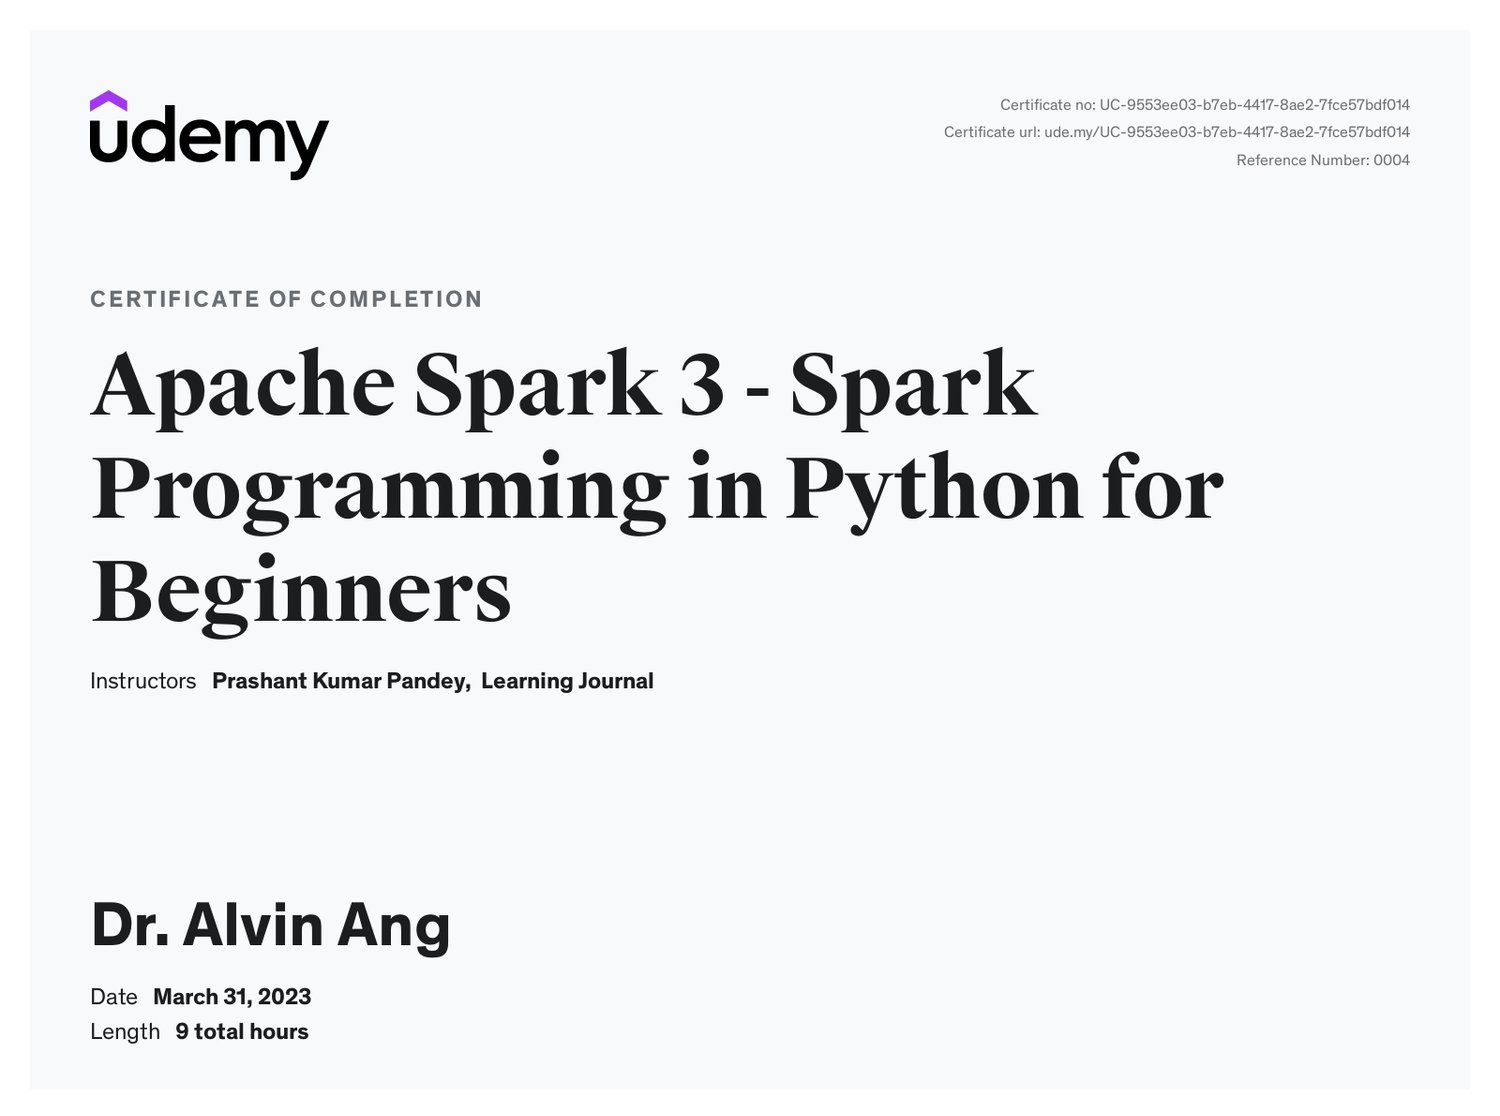 udemy
Certificate no: UC-9553ee03-b7eb-4417-8ae2-7fce57bdf014
Certificate url: ude.my/UC-9553ee03-b7eb-4417-8ae2-7fce57bdf014
Reference Number: 0004
CERTIFICATE OF COMPLETION
Apache Spark 3 - Spark
Programming in Python for
Beginners
Instructors Prashant Kumar Pandey, Learning Journal
Dr. Alvin Ang
Date March 31, 2023
Length 9 total hours